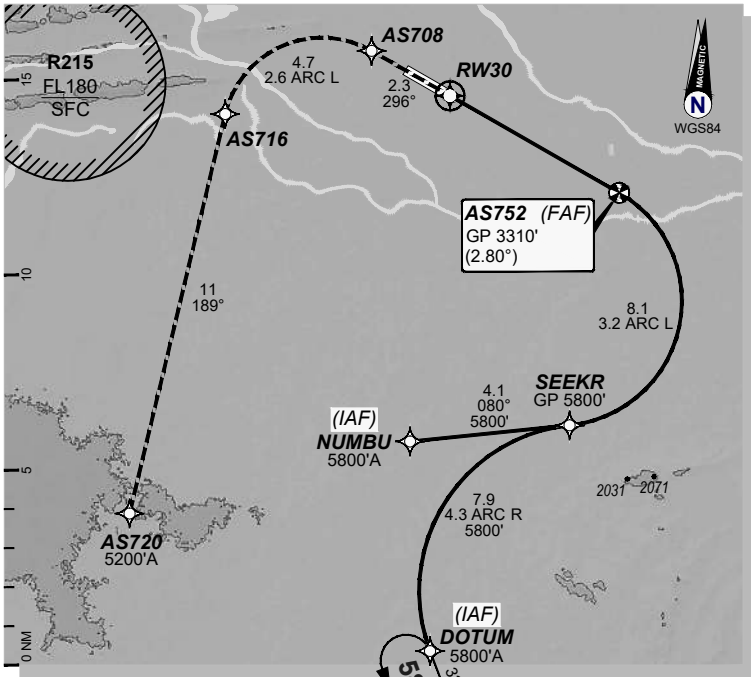 R215
FL180
SFC
4.7
2.6 ARC L
AS708
2.3
296°
RW30
MAGNETIC
N
WGS84
15
AS716
AS752 (FAF)
GP 3310'
(2.80°)
10
11
189°
8.1
3.2 ARC L
SEEKR
GP 5800'
4.1
080°
5800'
(IAF)
NUMBU
5800'A
5
7.9
4.3 ARC R
5800'
2031
2071
AS720
5200'A
(IAF)
DOTUM
5800'A
0 NM